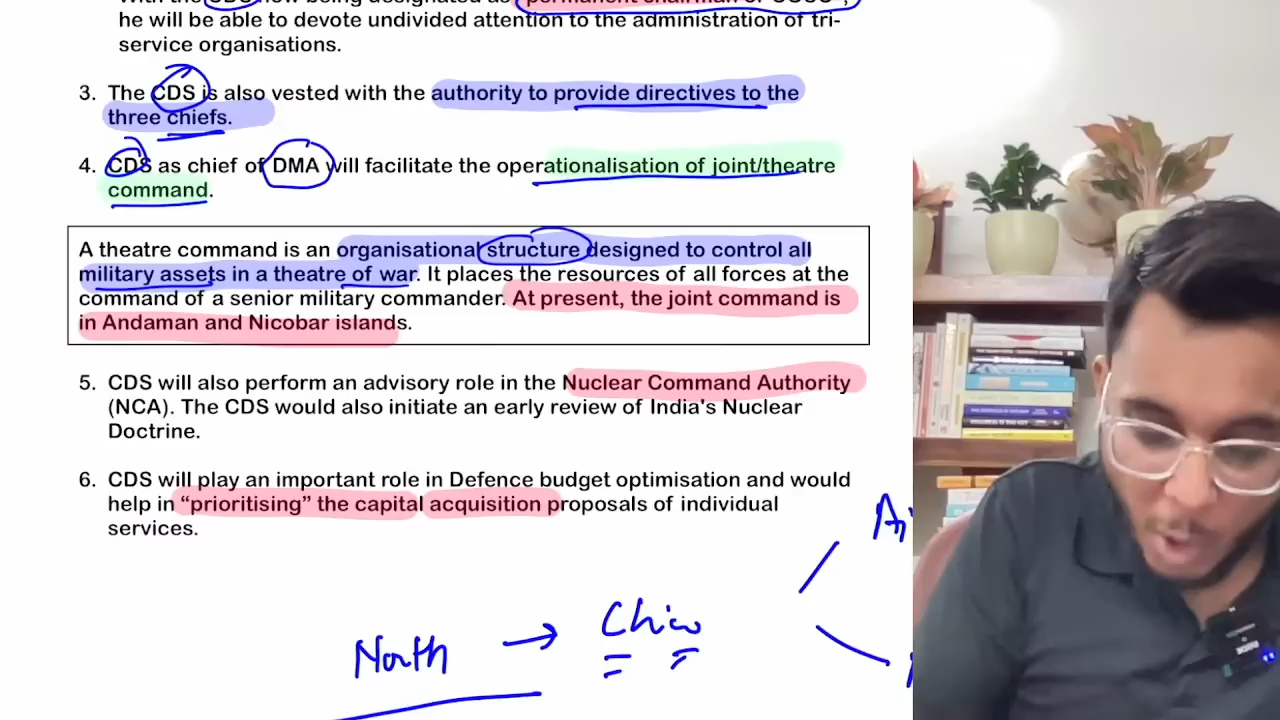 he will be able to devote undivided attention to the administration of tri-
service organisations.
3. The CDS is also vested with the authority to provide directives to the
three chiefs.
4. CDS as chief of DMA will facilitate the operationalisation of joint/theatre
command.
A theatre command is an organisational structure designed to control all
military assets in a theatre of war. It places the resources of all forces at the
command of a senior military commander. At present, the joint command is
in Andaman and Nicobar islands.
5. CDS will also perform an advisory role in the Nuclear Command Authority
(NCA). The CDS would also initiate an early review of India's Nuclear
Doctrine.
6. CDS will play an important role in Defence budget optimisation and would
help in “prioritising” the capital acquisition proposals of individual
services.
North →